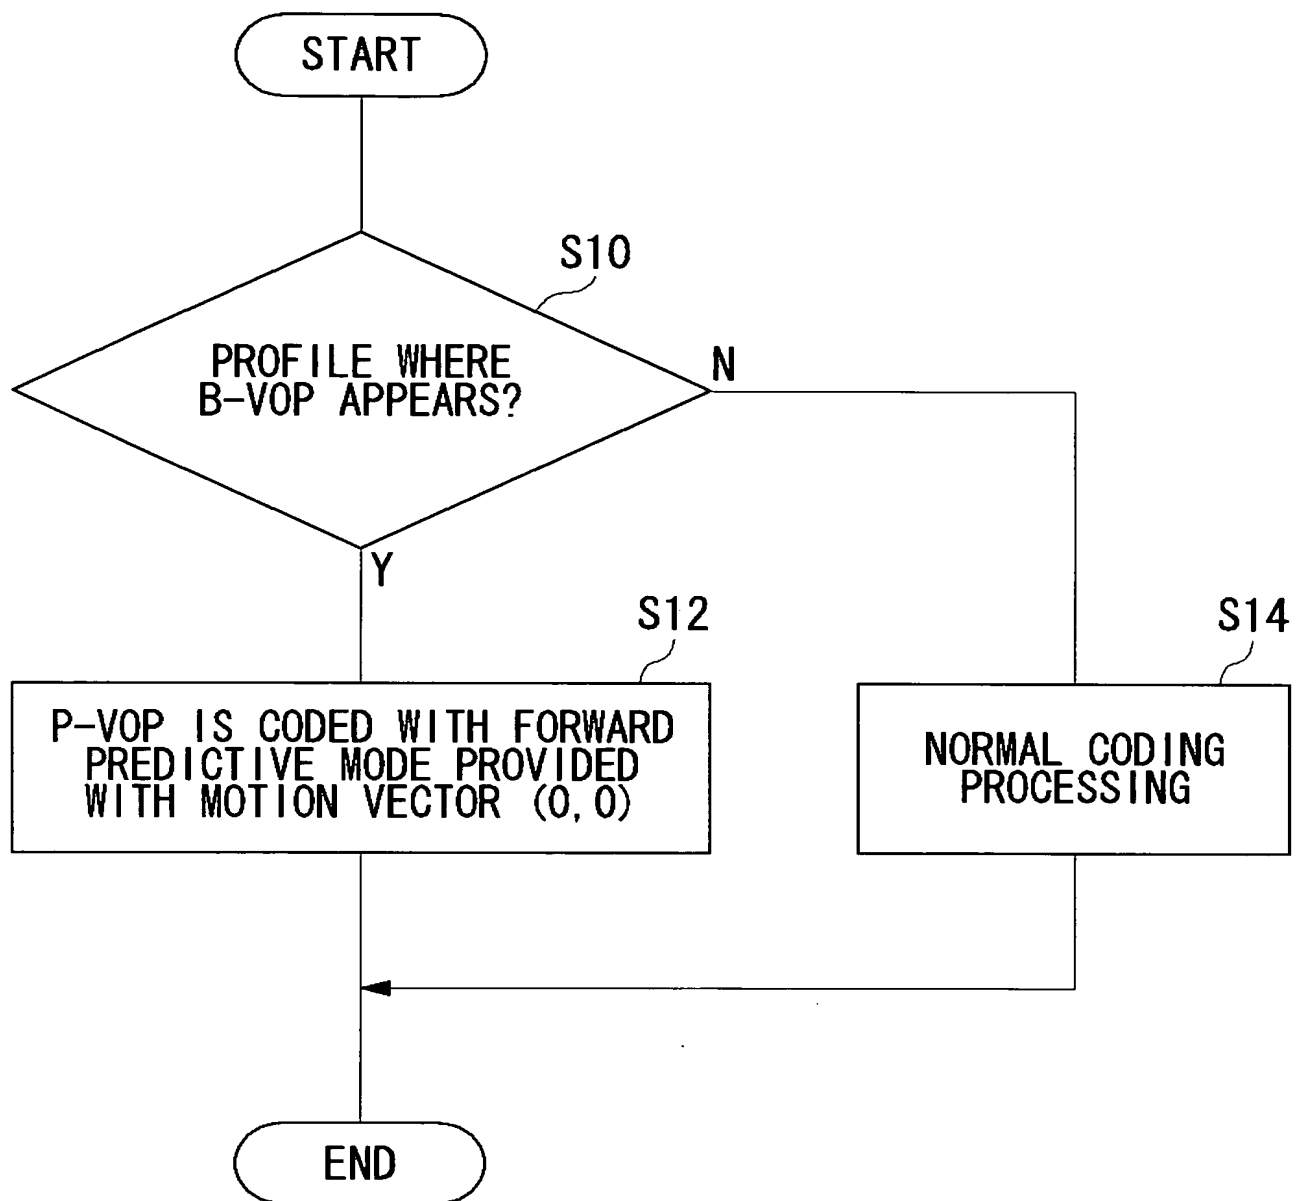 START
S10
PROFILE WHERE
B-VOP APPEARS?
N
Y
S12
P-VOP IS CODED WITH FORWARD
PREDICTIVE MODE PROVIDED
WITH MOTION VECTOR (0,0)
S14
NORMAL CODING
PROCESSING
END